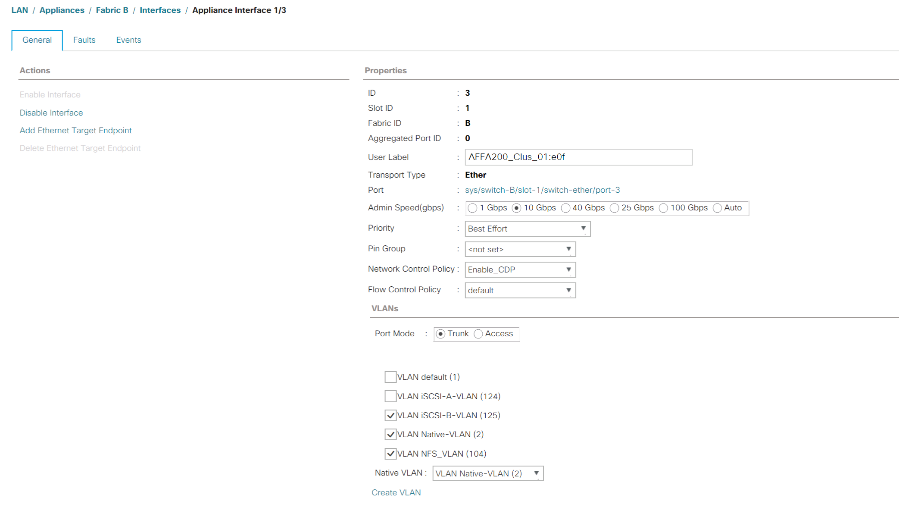 LAN / Appliances / Fabric B / Interfaces / Appliance Interface 1/3
General Faults Events
Actions
Enable Interface
Disable Interface
Add Ethernet Target Endpoint
Delete Ethernet Target Endpoint
Properties
ID : 3
Slot ID : 1
Fabric ID : B
Aggregated Port ID : 0
User Label : AFFA200_Clus_01:e0f
Transport Type : Ether
Port : sys/switch-B/slot-1/switch-ether/port-3
Admin Speed(gbps) : 1 Gbps 10 Gbps 40 Gbps 25 Gbps 100 Gbps Auto
Priority : Best Effort
Pin Group : <not set>
Network Control Policy : Enable_CDP
Flow Control Policy : default
VLANs
Port Mode : Trunk Access
VLAN default (1)
VLAN iSCSI-A-VLAN (124)
VLAN iSCSI-B-VLAN (125)
VLAN Native-VLAN (2)
VLAN NFS_VLAN (104)
Native VLAN : VLAN Native-VLAN (2)
Create VLAN